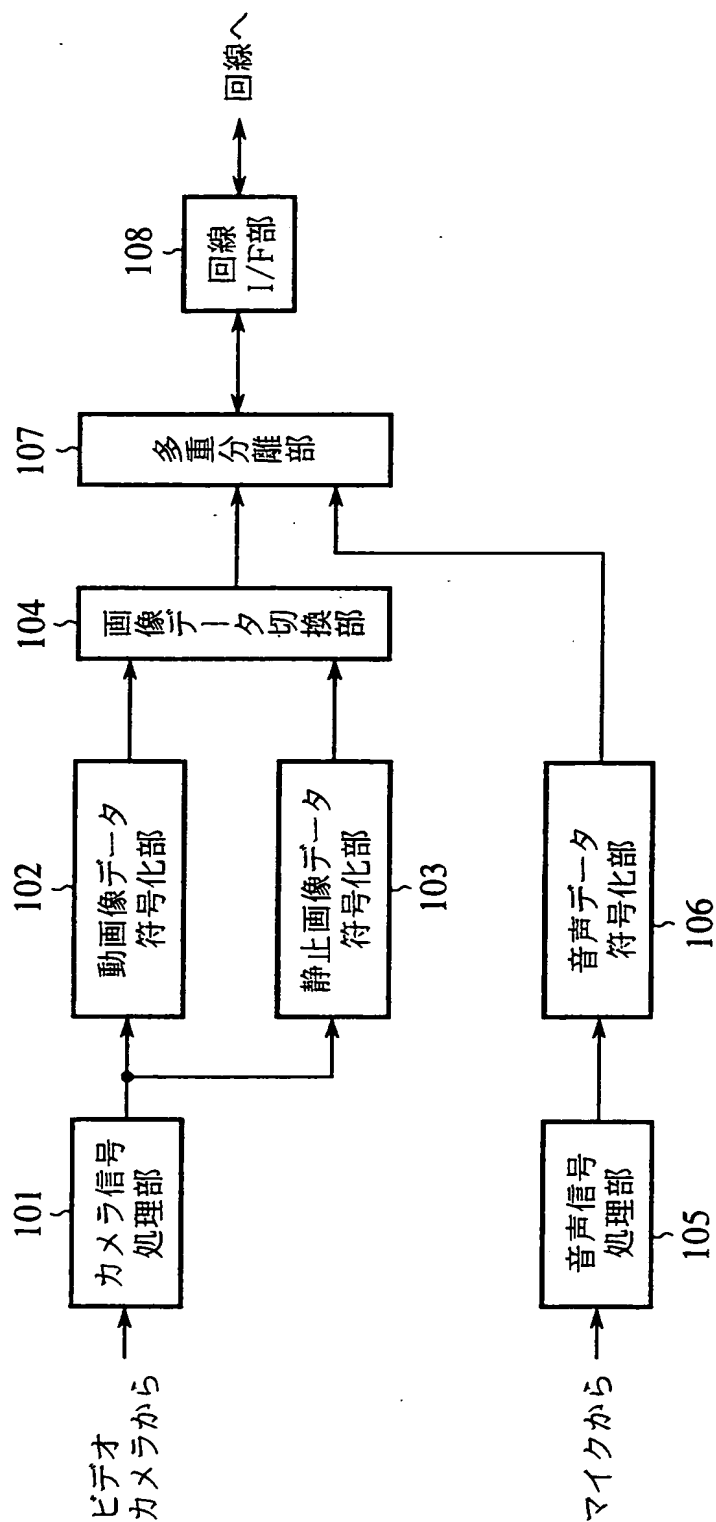 ビデオ
カメラから
101
カメラ信号
処理部
102
動画像データ
符号化部
静止画像データ
符号化部
103
104
画像データ切換部
107
多重分離部
108
回線
I/F部
回線へ
マイクから
音声信号
処理部
105
音声データ
符号化部
106